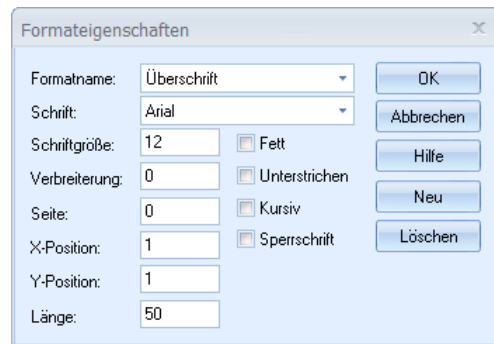 Formateigenschaften x
Formatname: Überschrift OK
Schrift: Arial Abbrechen
Schriftgröße: 12 Fett Hilfe
Verbreiterung: 0 Unterstrichen
Seite: 0 Kursiv Neu
X-Position: 1 Sperrschrift Löschen
Y-Position: 1
Länge: 50